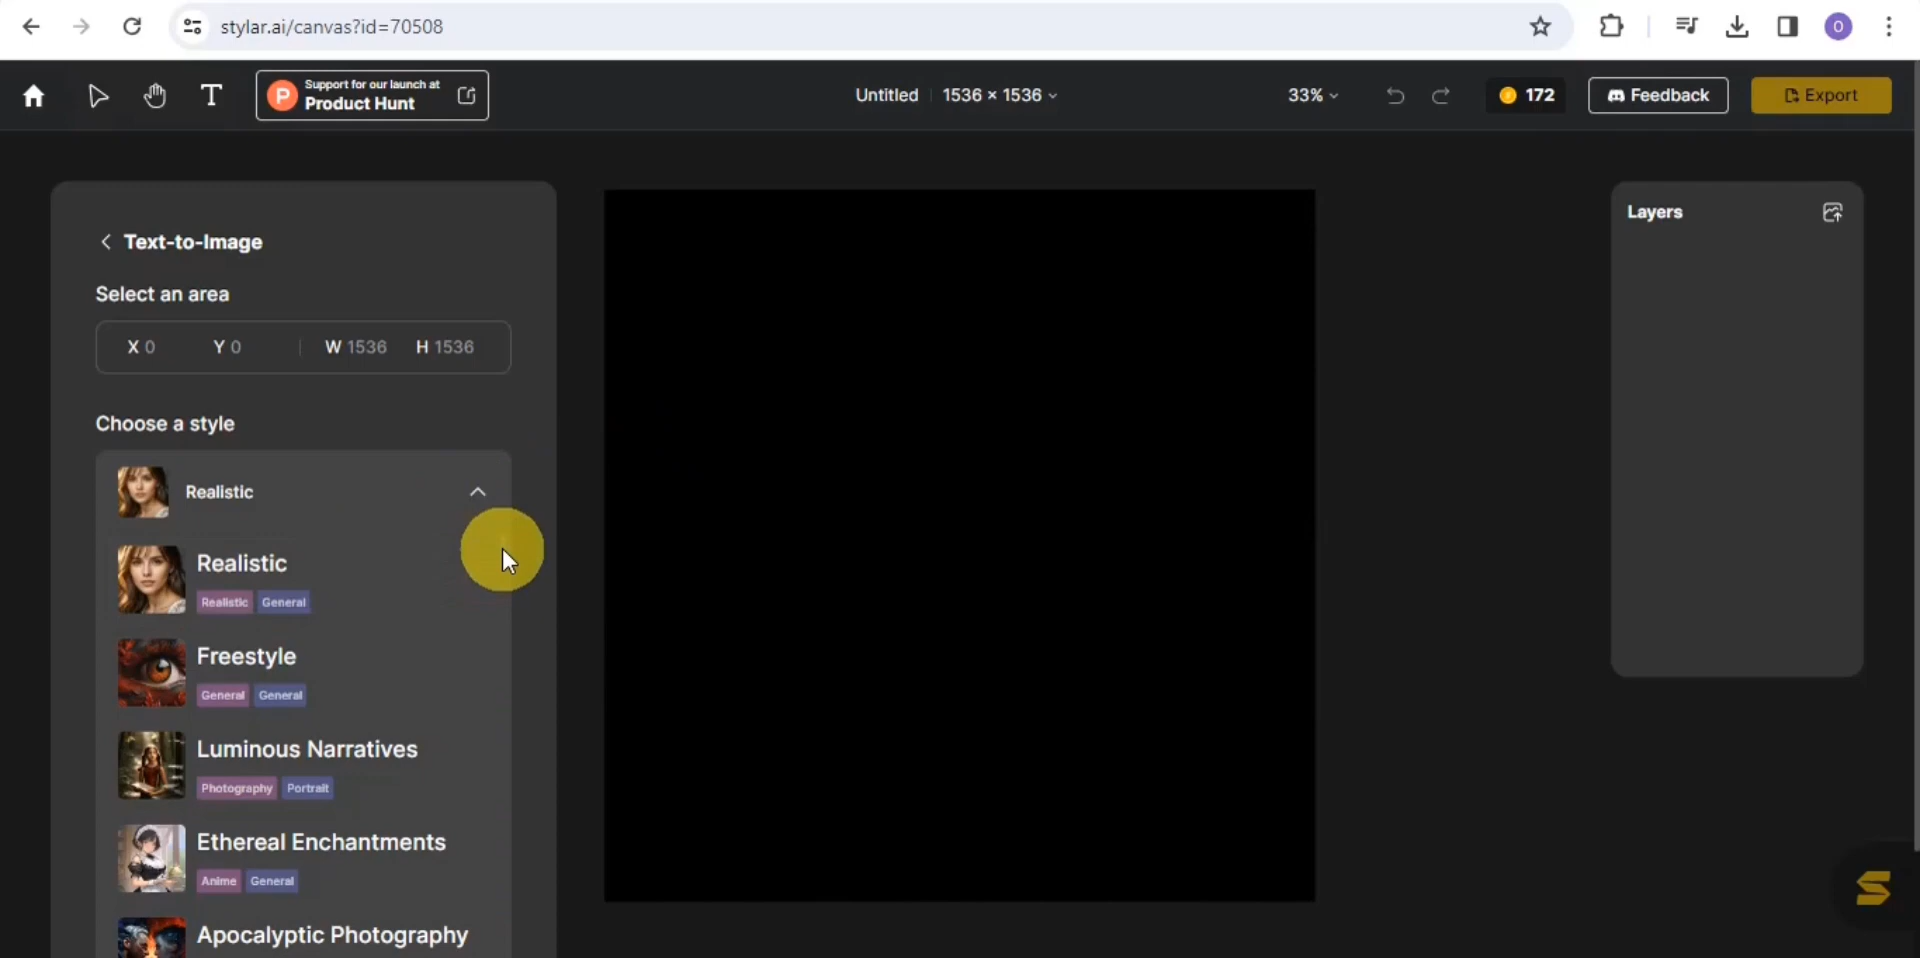 stylar.ai/canvas?id=70508
O
T
P
Support for our launch at
Product Hunt
Untitled
1536 × 1536
33%
172
Feedback
Export
Text-to-Image
Select an area
X 0
Y 0
W 1536
H 1536
Choose a style
Realistic
Realistic
Realistic
General
Freestyle
General
General
Luminous Narratives
Photography
Portrait
Ethereal Enchantments
Anime
General
Apocalyptic Photography
Layers